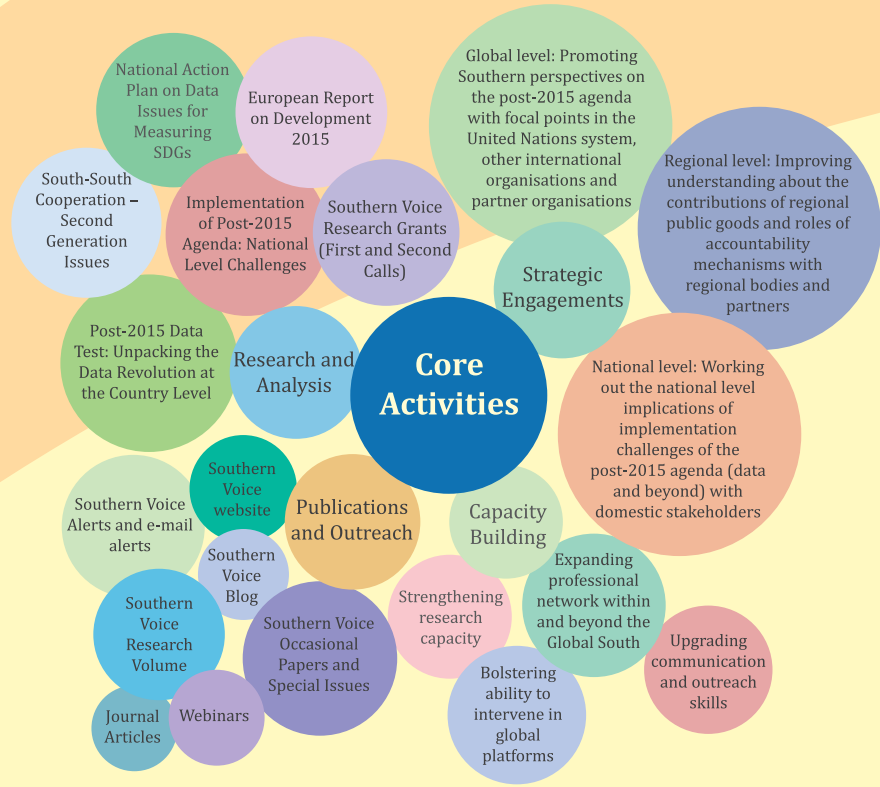 National Action
Plan on Data
Issues for
Measuring
SDGs
European Report
on Development
2015
Global level: Promoting
Southern perspectives on
the post-2015 agenda
with focal points in the
United Nations system,
other international
organisations and
partner organisations
Regional level: Improving
understanding about the
contributions of regional
public goods and roles of
accountability
mechanisms with
regional bodies and
partners
South-South
Cooperation –
Second
Generation
Issues
Implementation
of Post-2015
Agenda: National
Level Challenges
Southern Voice
Research Grants
(First and Second
Calls)
Strategic
Engagements
Post-2015 Data
Test: Unpacking the
Data Revolution at
the Country Level
Research and
Analysis
Core
Activities
National level: Working
out the national level
implications of
implementation
challenges of the
post-2015 agenda (data
and beyond) with
domestic stakeholders
Southern Voice
Alerts and e-mail
alerts
Southern
Voice
website
Publications
and Outreach
Capacity
Building
Southern
Voice
Blog
Southern
Voice
Research
Volume
Southern Voice
Occasional
Papers and
Special Issues
Strengthening
research
capacity
Expanding
professional
network within
and beyond the
Global South
Upgrading
communication
and outreach
skills
Journal
Articles
Webinars
Bolstering
ability to
intervene in
global
platforms